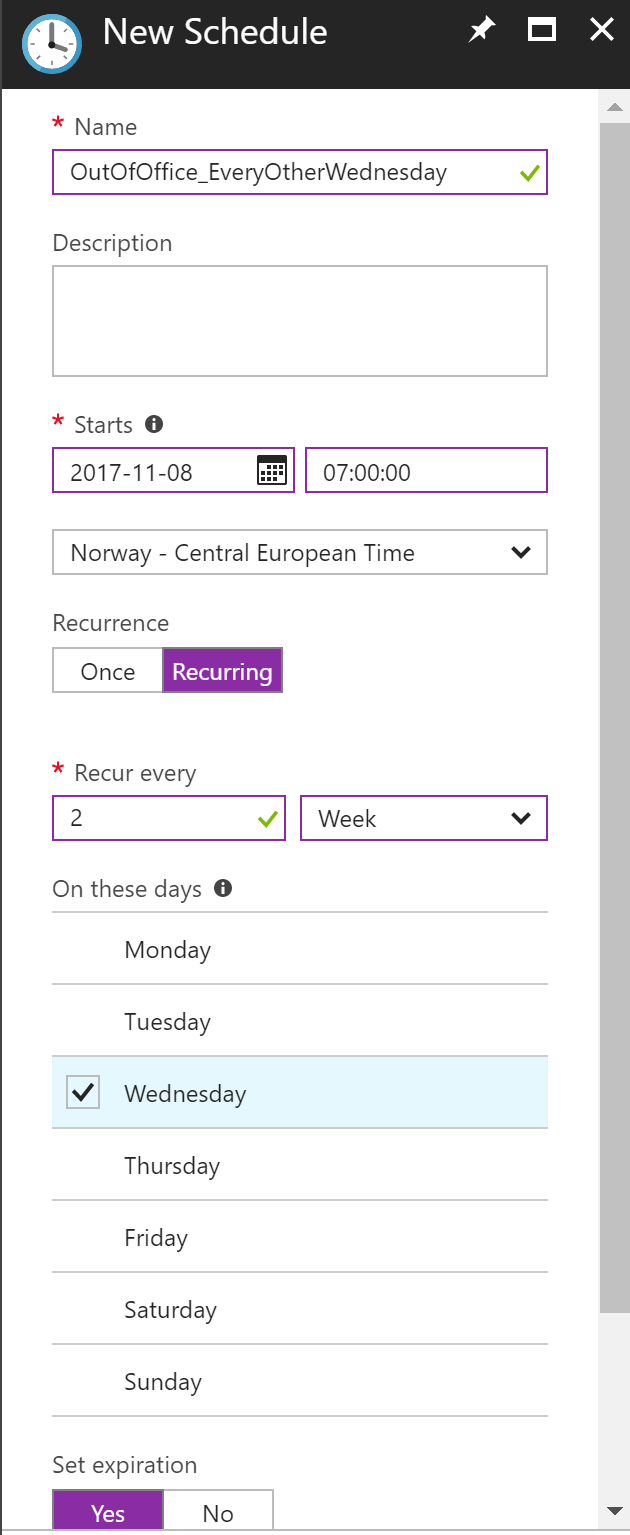 New Schedule
* Name
OutOfOffice_EveryOtherWednesday
Description
* Starts
2017-11-08 07:00:00
Norway - Central European Time
Recurrence
Once Recurring
* Recur every
2 Week
On these days
Monday
Tuesday
Wednesday
Thursday
Friday
Saturday
Sunday
Set expiration
Yes No